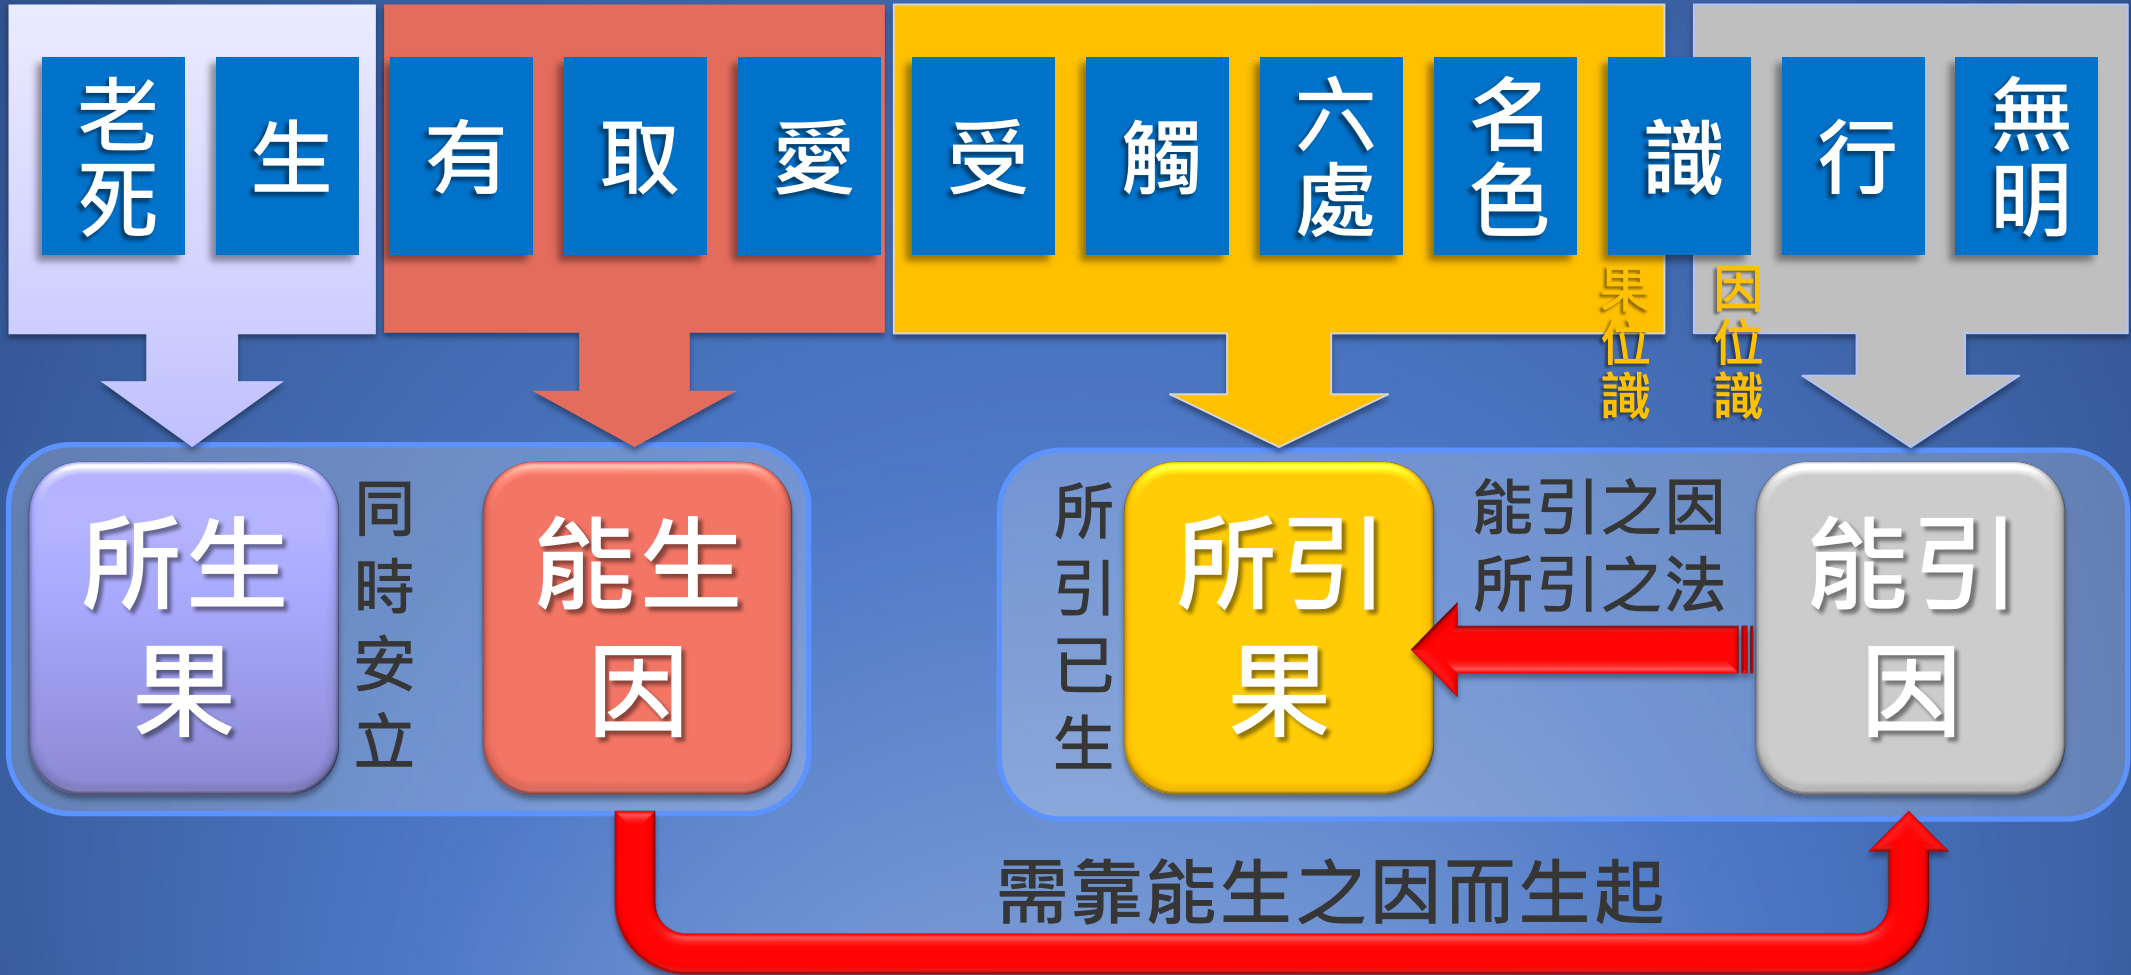 老死
生
有
取
愛
受
觸
六處
名色
識
行
無明
果位識
因位識
所生
果
同時安立
能生
因
所引已生
所引
果
能引之因
所引之法
能引
因
需靠能生之因而生起